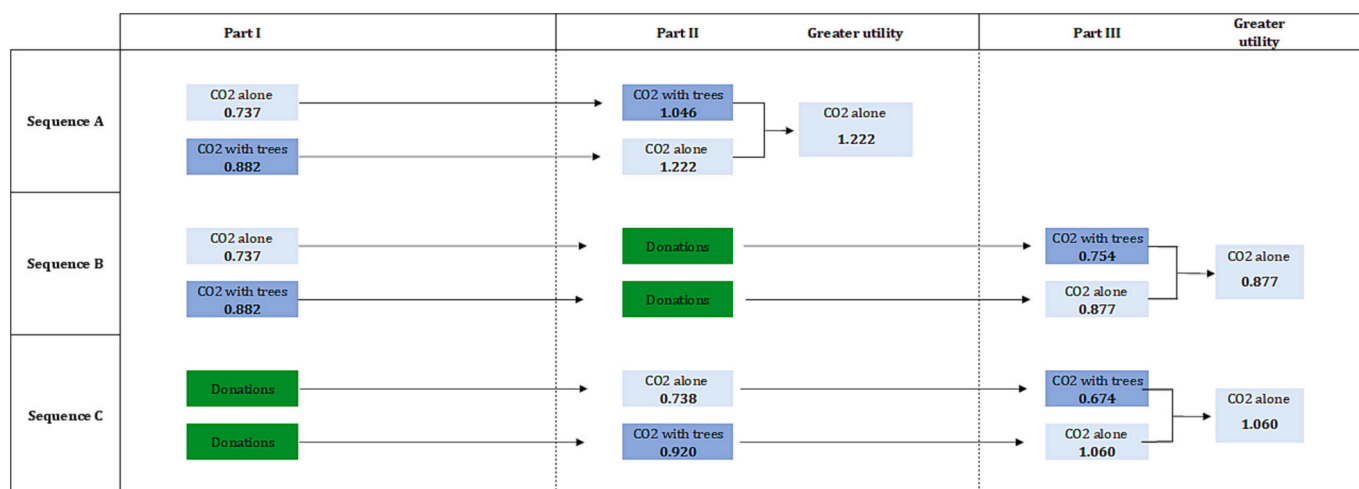 Part I
Part II
Greater utility
Part III
Greater
utility
Sequence A
CO2 alone
0.737
CO2 with trees
0.882
CO2 with trees
1.046
CO2 alone
1.222
CO2 alone
1.222
Sequence B
CO2 alone
0.737
CO2 with trees
0.882
Donations
Donations
CO2 with trees
0.754
CO2 alone
0.877
CO2 alone
0.877
Sequence C
Donations
Donations
CO2 alone
0.738
CO2 with trees
0.920
CO2 with trees
0.674
CO2 alone
1.060
CO2 alone
1.060